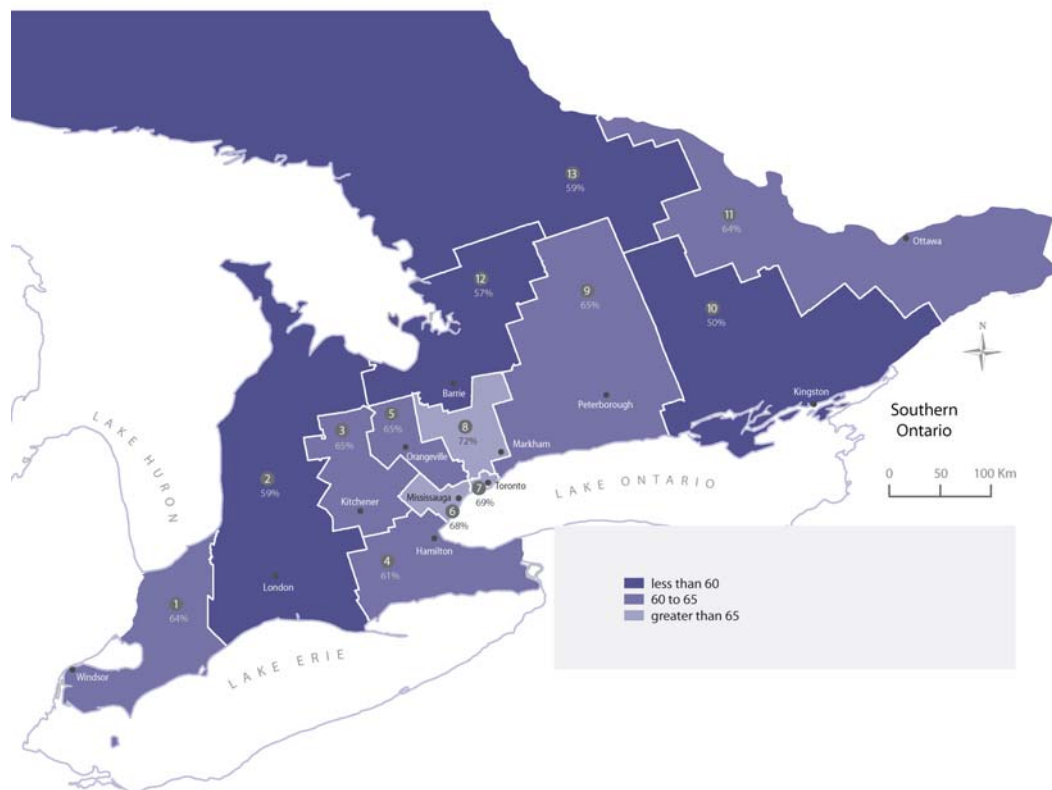 13
59%
11
64%
Ottawa
12
57%
9
65%
10
50%
N
Barrie
Peterborough
Kingston
LAKE HURON
5
65%
3
65%
8
72%
Markham
Orangeville
Southern
Ontario
2
59%
Kitchener
Mississauga
7
69%
Toronto
6
68%
LAKE ONTARIO
0 50 100 Km
Hamilton
4
61%
London
1
64%
less than 60
60 to 65
greater than 65
LAKE ERIE
Windsor